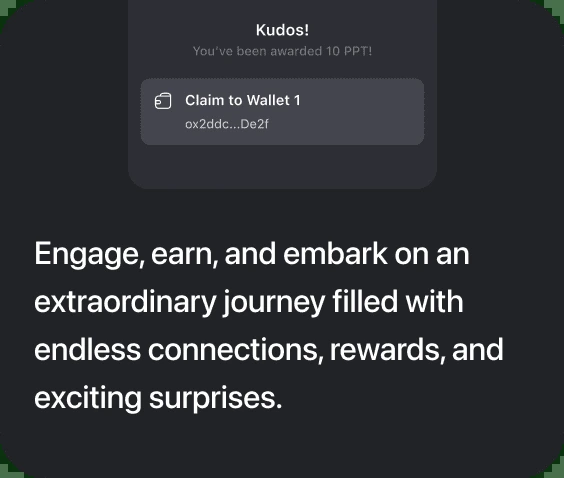 Kudos!
You've been awarded 10 PPT!
Claim to Wallet 1
ox2ddc...De2f
Engage, earn, and embark on an
extraordinary journey filled with
endless connections, rewards, and
exciting surprises.